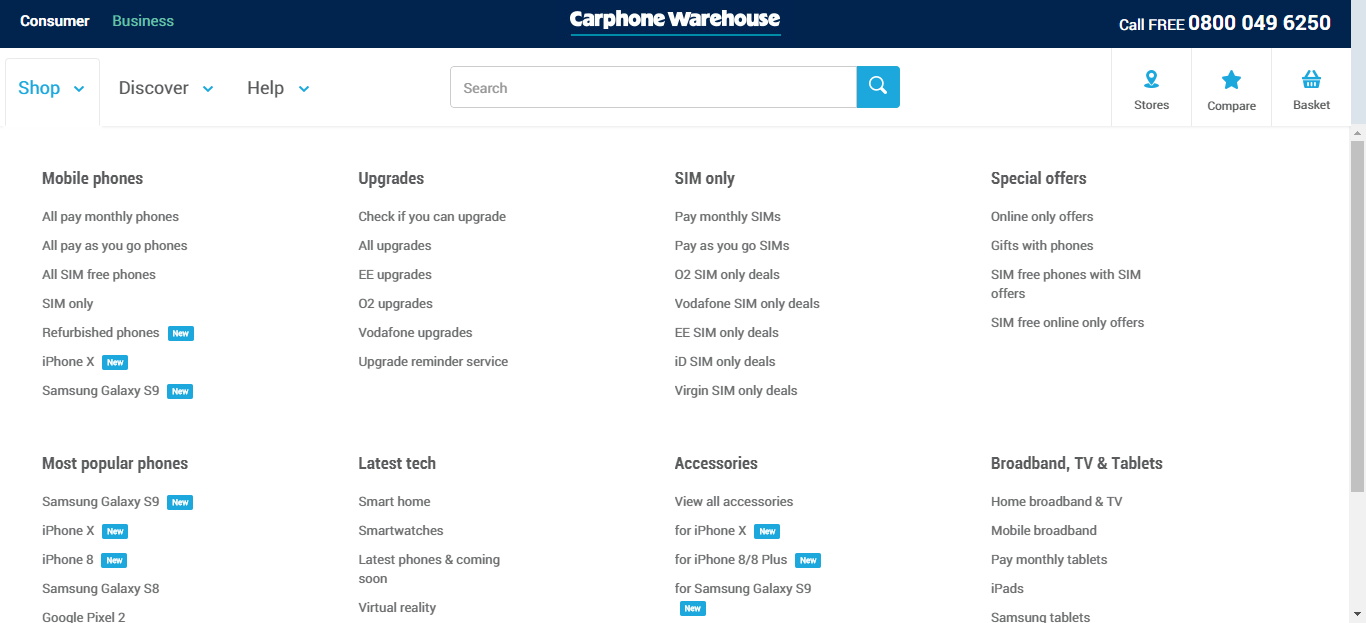 Consumer Business Carphone Warehouse Call FREE 0800 049 6250
Shop Discover Help Search Stores Compare Basket
Mobile phones
All pay monthly phones
All pay as you go phones
All SIM free phones
SIM only
Refurbished phones New
iPhone X New
Samsung Galaxy S9 New
Upgrades
Check if you can upgrade
All upgrades
EE upgrades
O2 upgrades
Vodafone upgrades
Upgrade reminder service
SIM only
Pay monthly SIMs
Pay as you go SIMs
O2 SIM only deals
Vodafone SIM only deals
EE SIM only deals
iD SIM only deals
Virgin SIM only deals
Special offers
Online only offers
Gifts with phones
SIM free phones with SIM
offers
SIM free online only offers
Most popular phones
Samsung Galaxy S9 New
iPhone X New
iPhone 8 New
Samsung Galaxy S8
Google Pixel 2
Latest tech
Smart home
Smartwatches
Latest phones & coming
soon
Virtual reality
Accessories
View all accessories
for iPhone X New
for iPhone 8/8 Plus New
for Samsung Galaxy S9
New
Broadband, TV & Tablets
Home broadband & TV
Mobile broadband
Pay monthly tablets
iPads
Samsung tablets